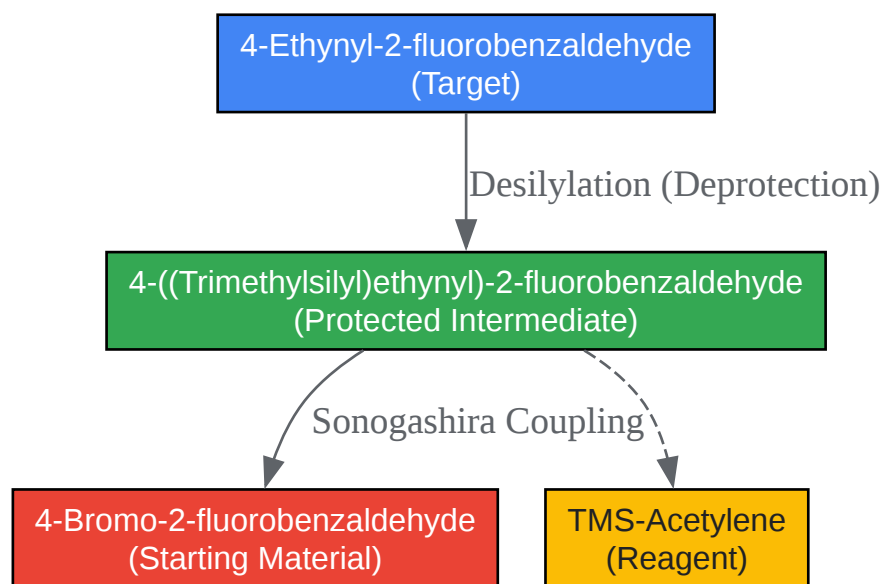 4-Ethynyl-2-fluorobenzaldehyde
(Target)
Desilylation (Deprotection)
4-((Trimethylsilyl)ethynyl)-2-fluorobenzaldehyde
(Protected Intermediate)
Sonogashira Coupling
4-Bromo-2-fluorobenzaldehyde
(Starting Material)
TMS-Acetylene
(Reagent)